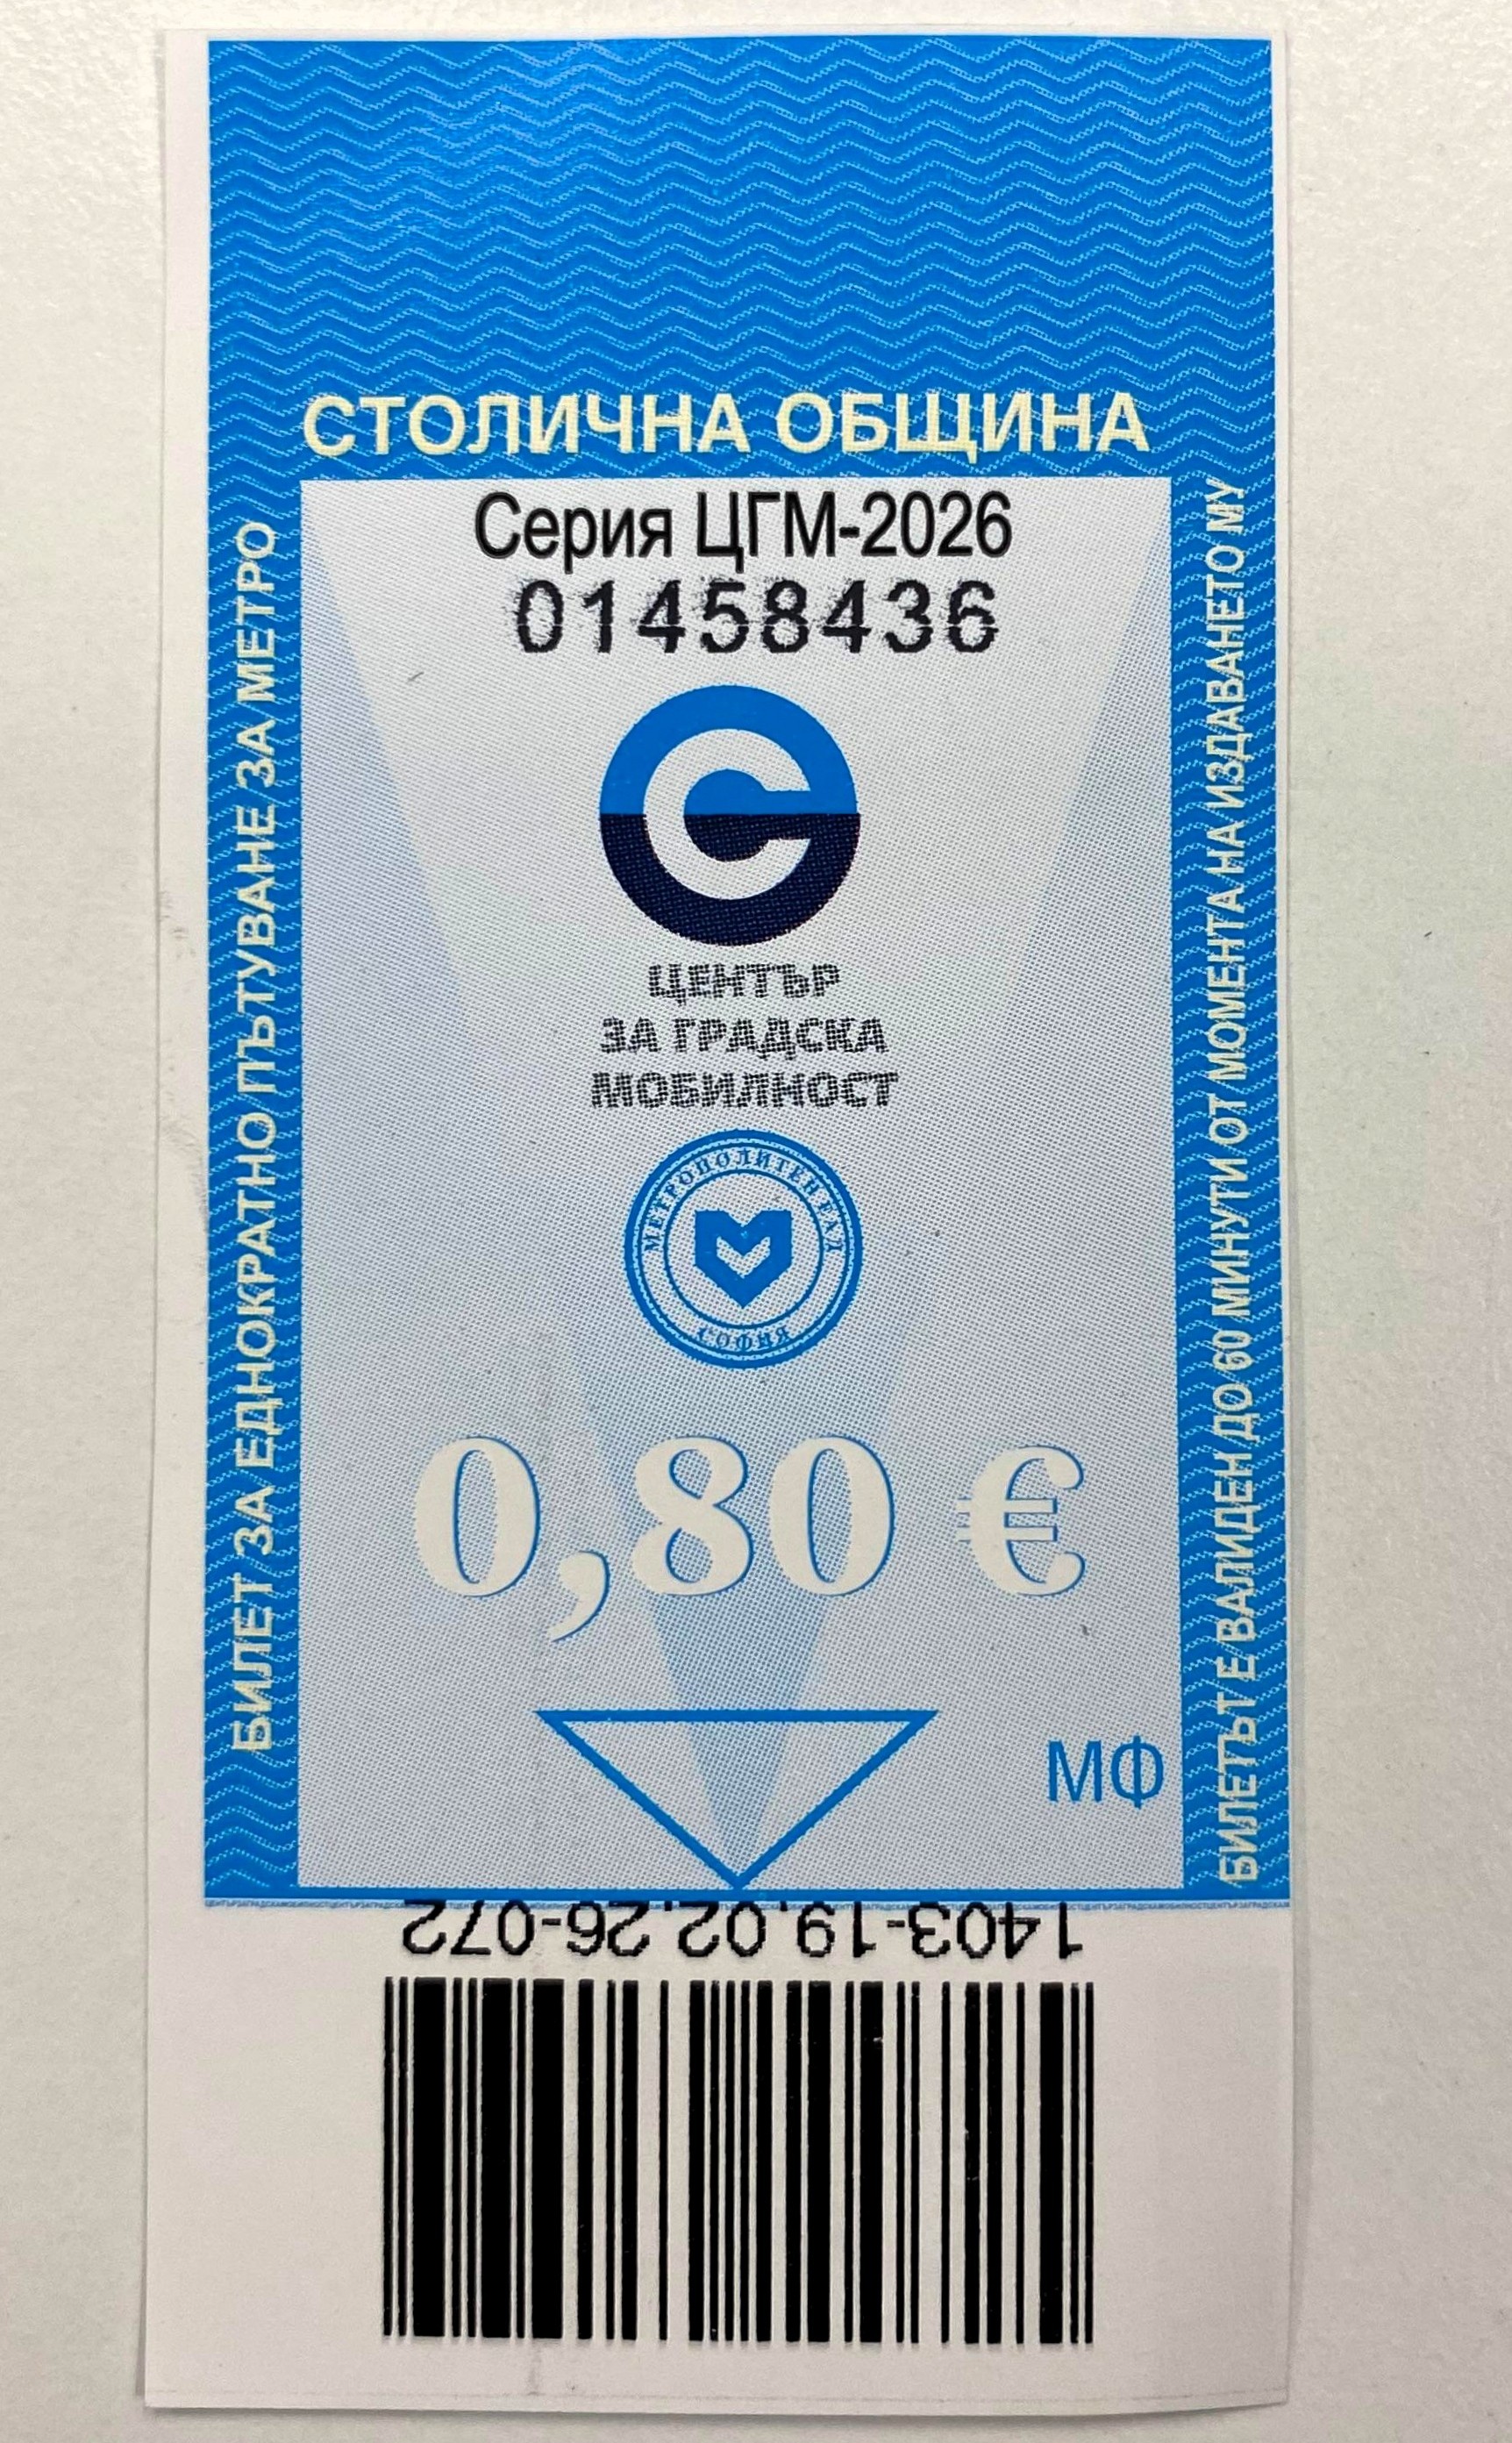 СТОЛИЧНА ОБЩИНА
БИЛЕТ ЗА ЕДНОКРАТНО ПЪТУВАНЕ ЗА МЕТРО
Серия ЦГМ-2026
01458436
ЦЕНТЪР
ЗА ГРАДСКА
МОБИЛНОСТ
МЕТРОПОЛИТЕН ЕАД
СОФИЯ
0,80 €
МФ
БИЛЕТЪТ Е ВАЛИДЕН ДО 60 МИНУТИ ОТ МОМЕНТА НА ИЗДАВАНЕТО МУ
1403-19.02.26-072